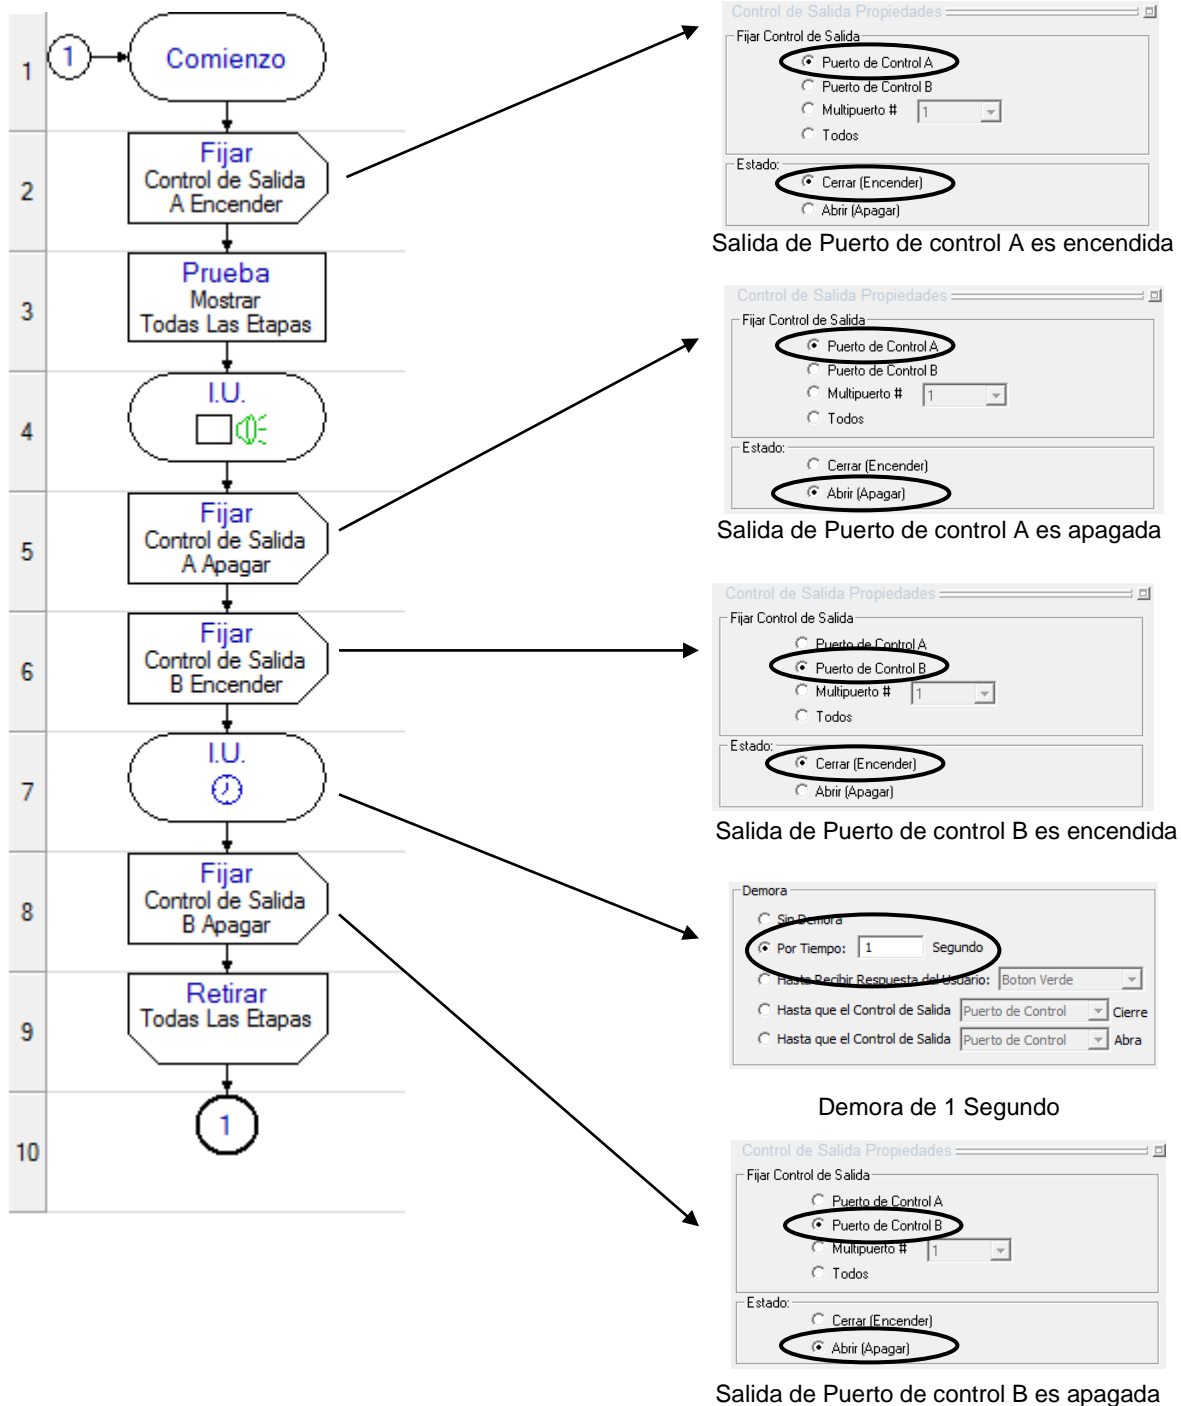 1
1
Comienzo
2
Fijar
Control de Salida
A Encender
3
Prueba
Mostrar
Todas Las Etapas
4
I.U.
5
Fijar
Control de Salida
A Apagar
6
Fijar
Control de Salida
B Encender
7
I.U.
8
Fijar
Control de Salida
B Apagar
9
Retirar
Todas Las Etapas
10
1
Control de Salida Propiedades
Fijar Control de Salida
Puerto de Control A
Puerto de Control B
Multipuerto # 1
Todos
Estado:
Cerrar (Encender)
Abrir (Apagar)
Salida de Puerto de control A es encendida
Control de Salida Propiedades
Fijar Control de Salida
Puerto de Control A
Puerto de Control B
Multipuerto # 1
Todos
Estado:
Cerrar (Encender)
Abrir (Apagar)
Salida de Puerto de control A es apagada
Control de Salida Propiedades
Fijar Control de Salida
Puerto de Control A
Puerto de Control B
Multipuerto # 1
Todos
Estado:
Cerrar (Encender)
Abrir (Apagar)
Salida de Puerto de control B es encendida
Demora
Sin Demora
Por Tiempo: 1 Segundo
Hasta Recibir Respuesta del Usuario: Boton Verde
Hasta que el Control de Salida Puerto de Control Cierre
Hasta que el Control de Salida Puerto de Control Abra
Demora de 1 Segundo
Control de Salida Propiedades
Fijar Control de Salida
Puerto de Control A
Puerto de Control B
Multipuerto # 1
Todos
Estado:
Cerrar (Encender)
Abrir (Apagar)
Salida de Puerto de control B es apagada